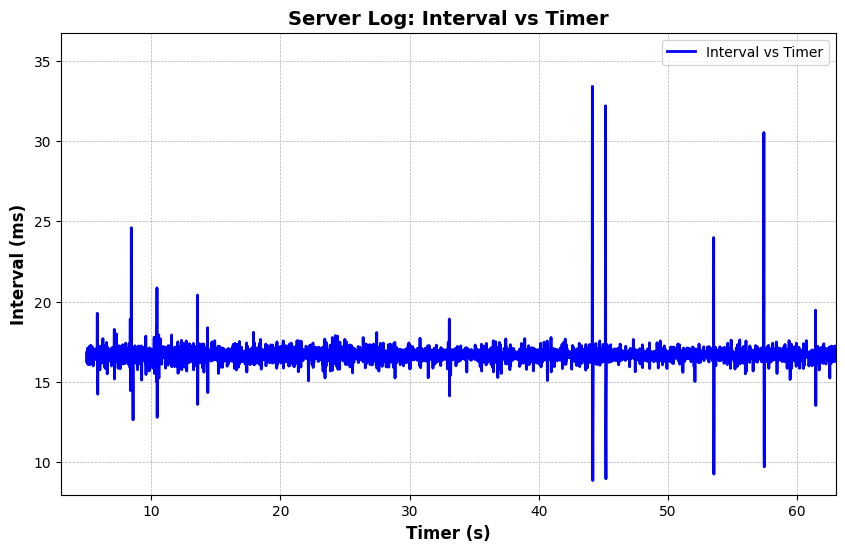 Server Log: Interval vs Timer
Interval vs Timer
35
30
25
20
15
10
Interval (ms)
10 20 30 40 50 60
Timer (s)